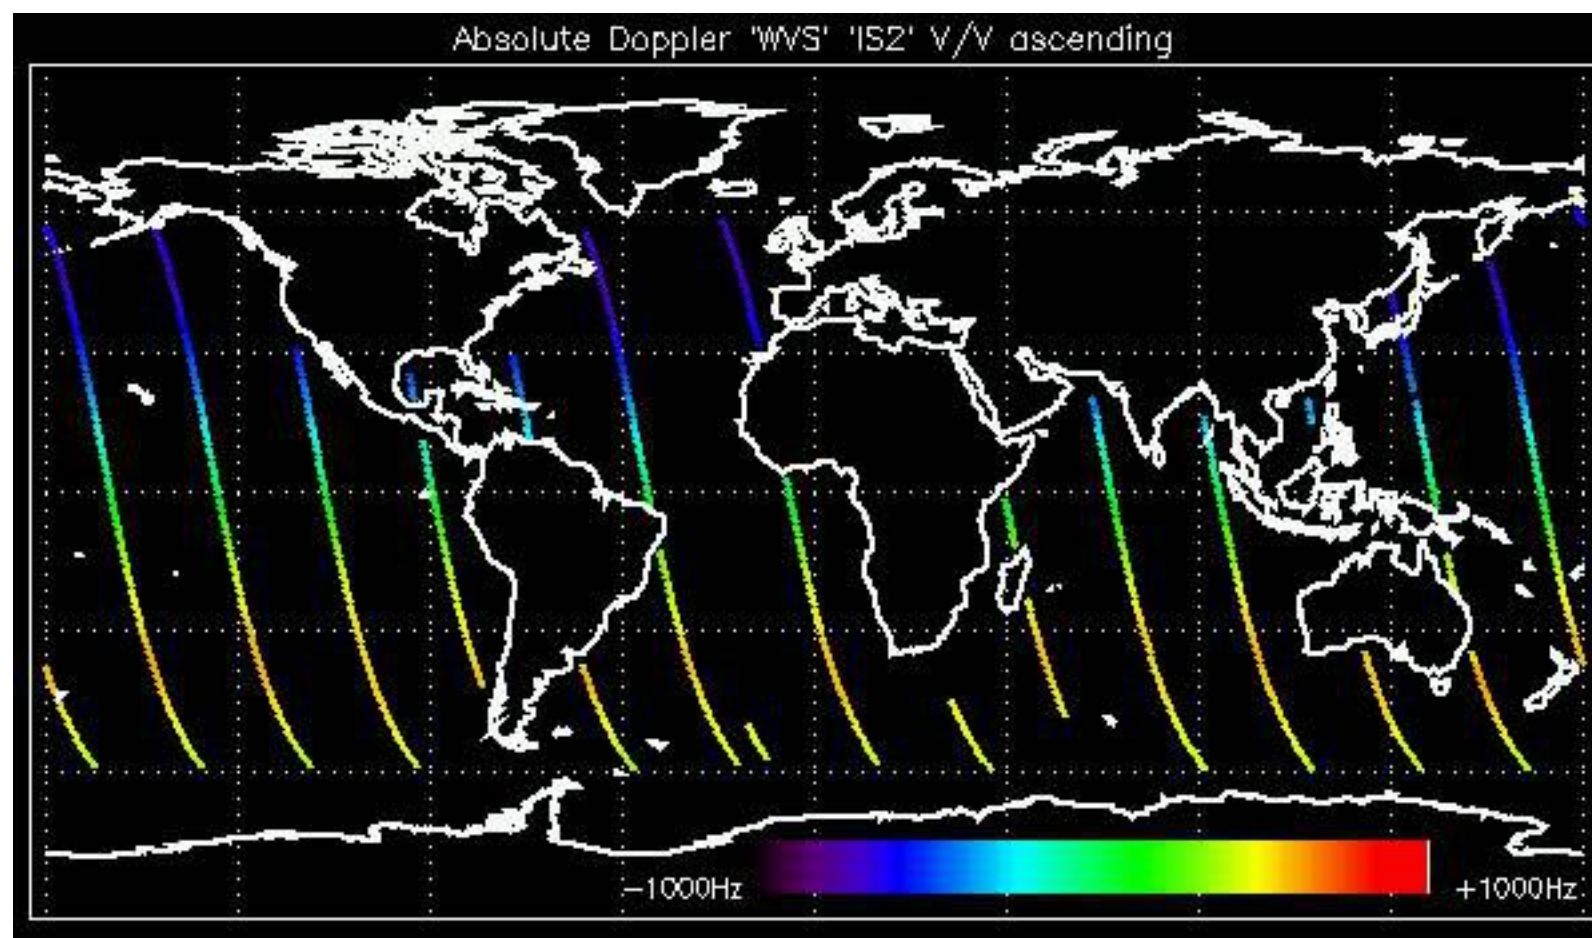 Absolute Doppler 'WVS' 'IS2' V/V ascending
-1000Hz
+1000Hz